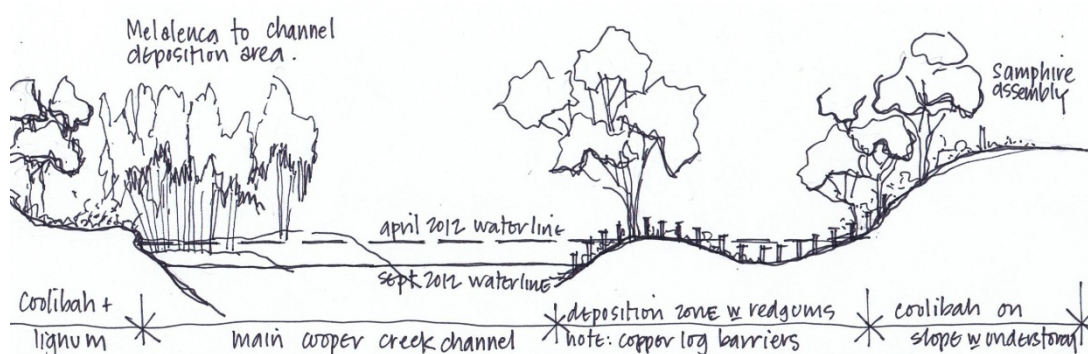 Melalenca to channel
deposition area.
samphire
assembly
april 2012 waterline
sept 2012 waterline
coolibah +
lignum
main cooper creek channel
deposition zone w redgums
note: copper log barriers
coolibah on
slope w understorey